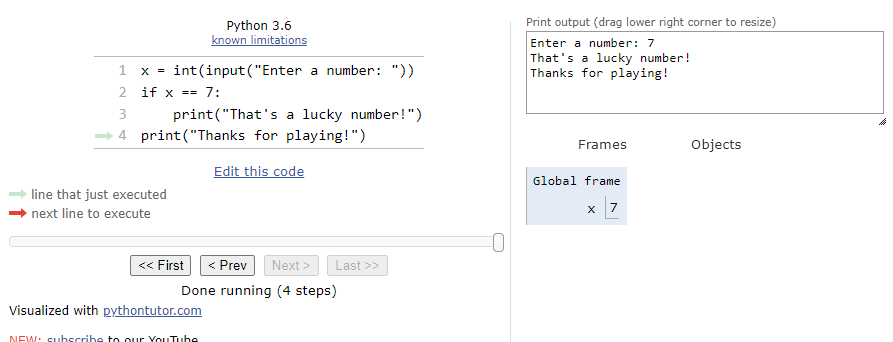 Python 3.6
known limitations
1 x = int(input("Enter a number: "))
2 if x == 7:
3     print("That's a lucky number!")
4 print("Thanks for playing!")
Edit this code
line that just executed
next line to execute
<< First < Prev Next > Last >>
Done running (4 steps)
Visualized with pythontutor.com
NEW: subscribe to our YouTube
Print output (drag lower right corner to resize)
Enter a number: 7
That's a lucky number!
Thanks for playing!
Frames Objects
Global frame
x 7